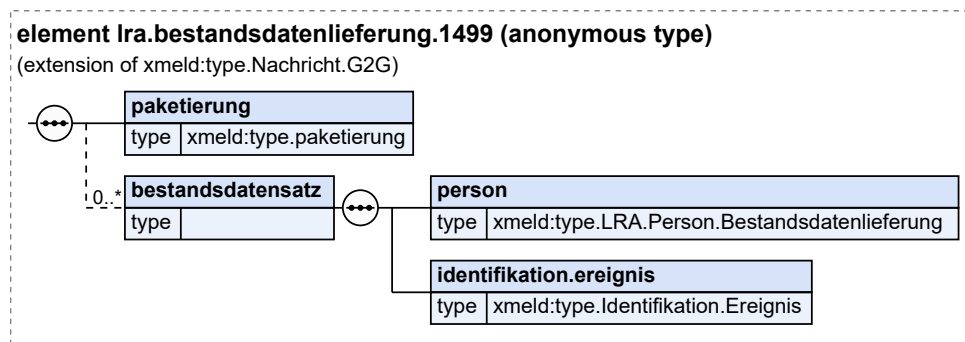 element lra.bestandsdatenlieferung.1499 (anonymous type)
(extension of xmeld:type.Nachricht.G2G)
paketierung
type xmeld:type.paketierung
0..*
bestandsdatensatz
type
person
type xmeld:type.LRA.Person.Bestandsdatenlieferung
identifikation.ereignis
type xmeld:type.Identifikation.Ereignis